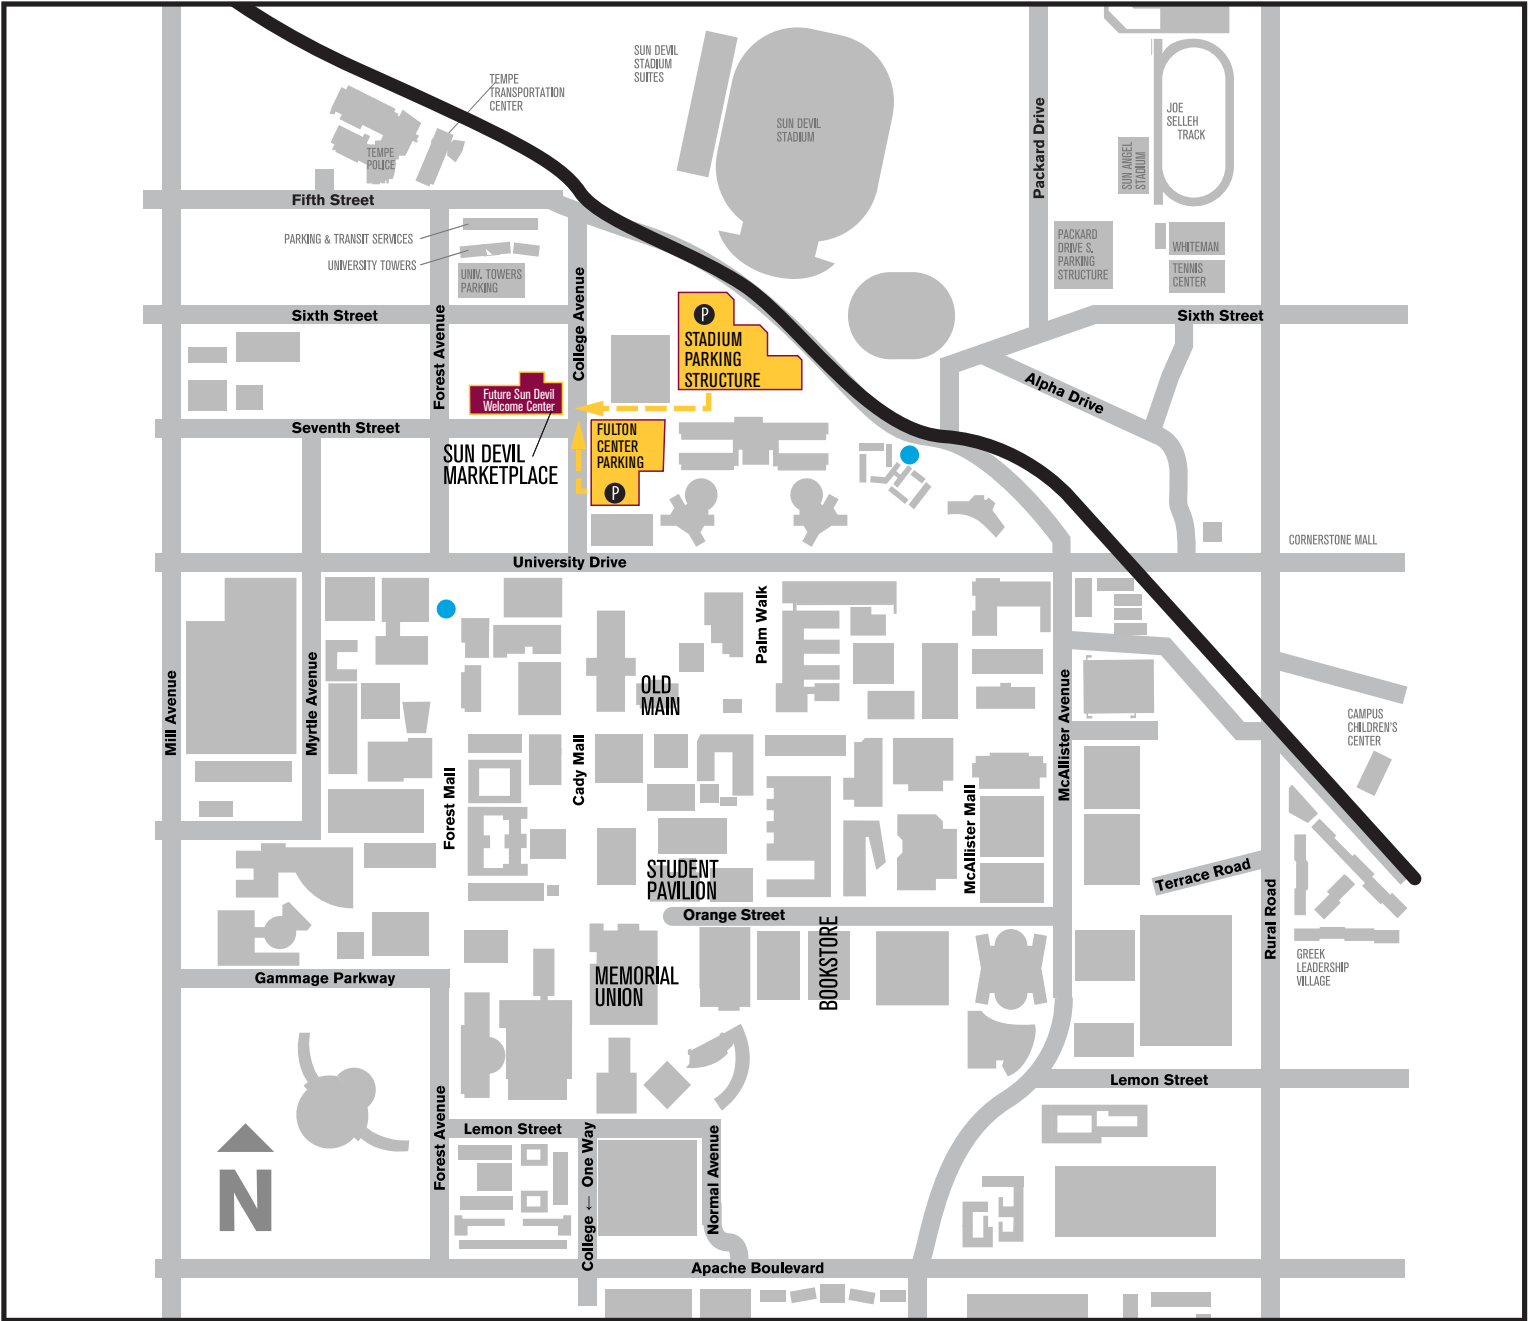 SUN DEVIL
STADIUM
SUITES
TEMPE
TRANSPORTATION
CENTER
SUN DEVIL
STADIUM
Packard Drive
JOE
SELLEH
TRACK
SUN ANGEL
STADIUM
TEMPE
POLICE
Fifth Street
PARKING & TRANSIT SERVICES
UNIVERSITY TOWERS
UNIV. TOWERS
PARKING
PACKARD
DRIVE S.
PARKING
STRUCTURE
WHITEMAN
TENNIS
CENTER
Sixth Street
Forest Avenue
College Avenue
P
STADIUM
PARKING
STRUCTURE
Sixth Street
Alpha Drive
Future Sun Devil
Welcome Center
Seventh Street
SUN DEVIL
MARKETPLACE
FULTON
CENTER
PARKING
P
CORNERSTONE MALL
University Drive
Mill Avenue
Myrtle Avenue
Palm Walk
OLD
MAIN
McAllister Avenue
CAMPUS
CHILDREN'S
CENTER
Forest Mall
Cady Mall
McAllister Mall
STUDENT
PAVILION
Terrace Road
Orange Street
Rural Road
BOOKSTORE
GREEK
LEADERSHIP
VILLAGE
Gammage Parkway
MEMORIAL
UNION
Lemon Street
Forest Avenue
Lemon Street
College ← One Way
Normal Avenue
N
Apache Boulevard